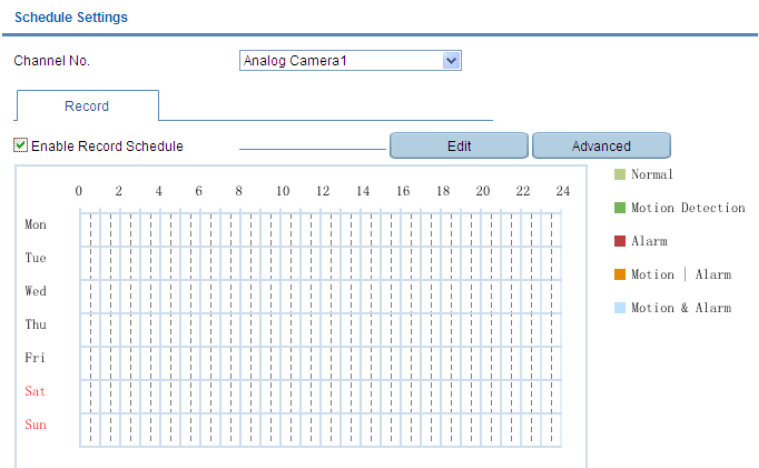 Schedule Settings
Channel No. Analog Camera1
Record
Enable Record Schedule Edit Advanced
Normal
0 2 4 6 8 10 12 14 16 18 20 22 24
Motion Detection
Mon
Alarm
Tue
Motion | Alarm
Wed
Motion & Alarm
Thu
Fri
Sat
Sun